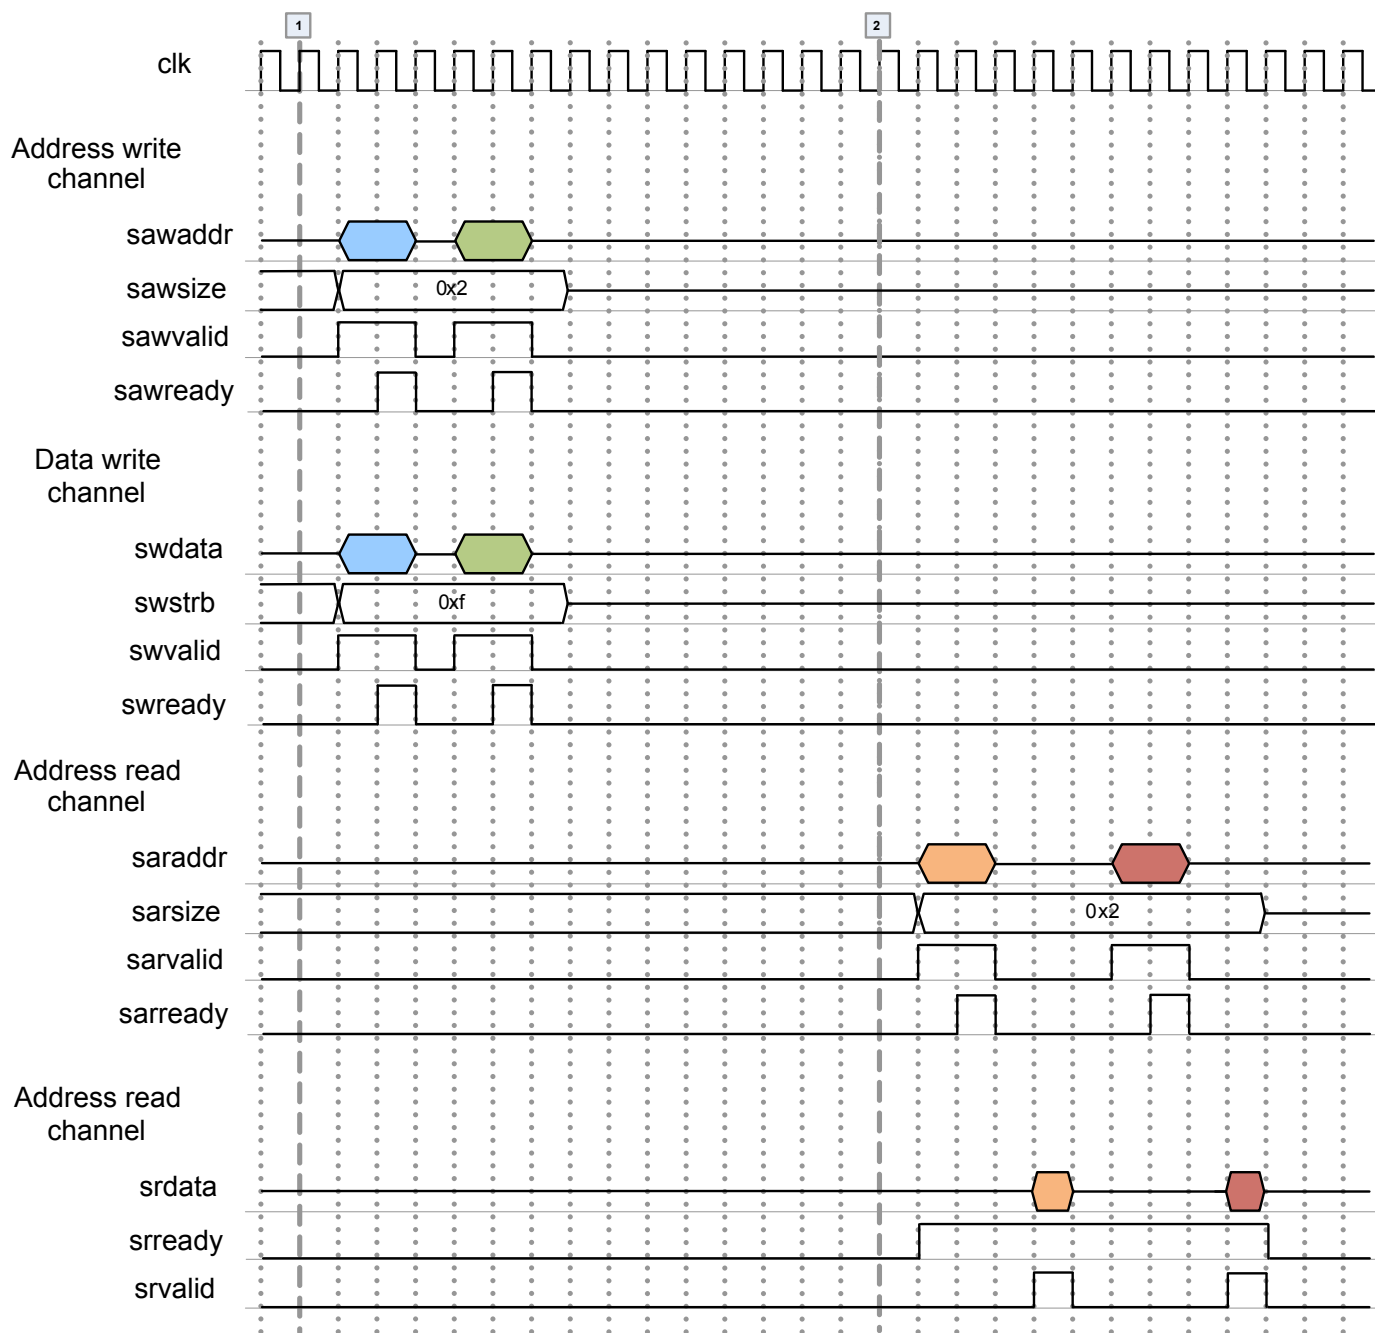 1
2
clk
Address write
channel
sawaddr
sawsize
0x2
sawvalid
sawready
Data write
channel
swdata
swstrb
0xf
swvalid
swready
Address read
channel
saraddr
sarsize
0x2
sarvalid
sarready
Address read
channel
srdata
srready
srvalid